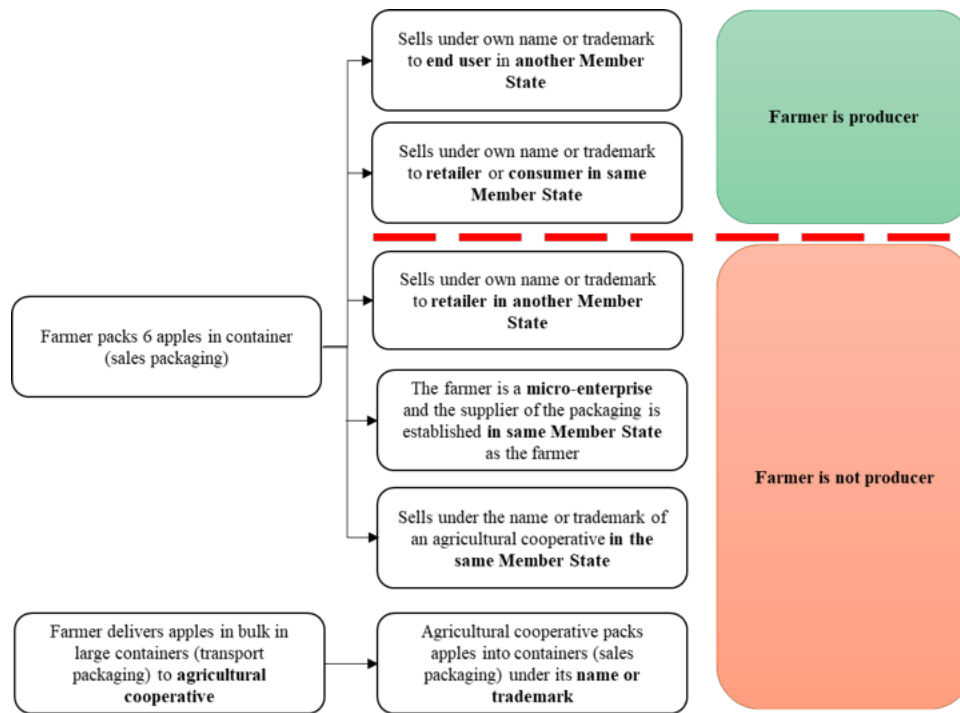 Sells under own name or trademark
to end user in another Member
State
Farmer is producer
Sells under own name or trademark
to retailer or consumer in same
Member State
Sells under own name or trademark
to retailer in another Member
State
Farmer packs 6 apples in container
(sales packaging)
The farmer is a micro-enterprise
and the supplier of the packaging is
established in same Member State
as the farmer
Farmer is not producer
Sells under the name or trademark of
an agricultural cooperative in the
same Member State
Farmer delivers apples in bulk in
large containers (transport
packaging) to agricultural
cooperative
Agricultural cooperative packs
apples into containers (sales
packaging) under its name or
trademark